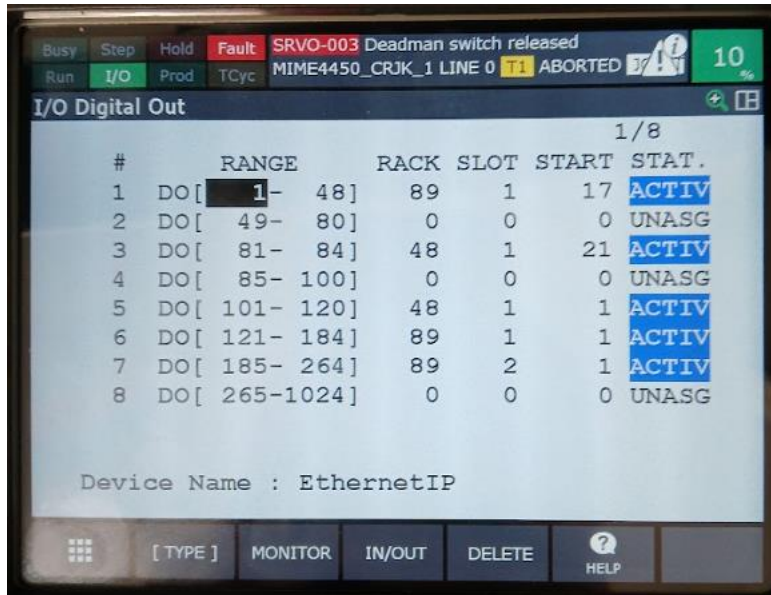 Busy Step Hold Fault SRVO-003 Deadman switch released
Run I/O Prod TCyc MIME4450_CRJK_1 LINE 0 T1 ABORTED
10 %
I/O Digital Out
1/8
# RANGE RACK SLOT START STAT.
1 DO[ 1- 48] 89 1 17 ACTIV
2 DO[ 49- 80] 0 0 0 UNASG
3 DO[ 81- 84] 48 1 21 ACTIV
4 DO[ 85- 100] 0 0 0 UNASG
5 DO[ 101- 120] 48 1 1 ACTIV
6 DO[ 121- 184] 89 1 1 ACTIV
7 DO[ 185- 264] 89 2 1 ACTIV
8 DO[ 265-1024] 0 0 0 UNASG
Device Name : EthernetIP
[ TYPE ] MONITOR IN/OUT DELETE ? HELP